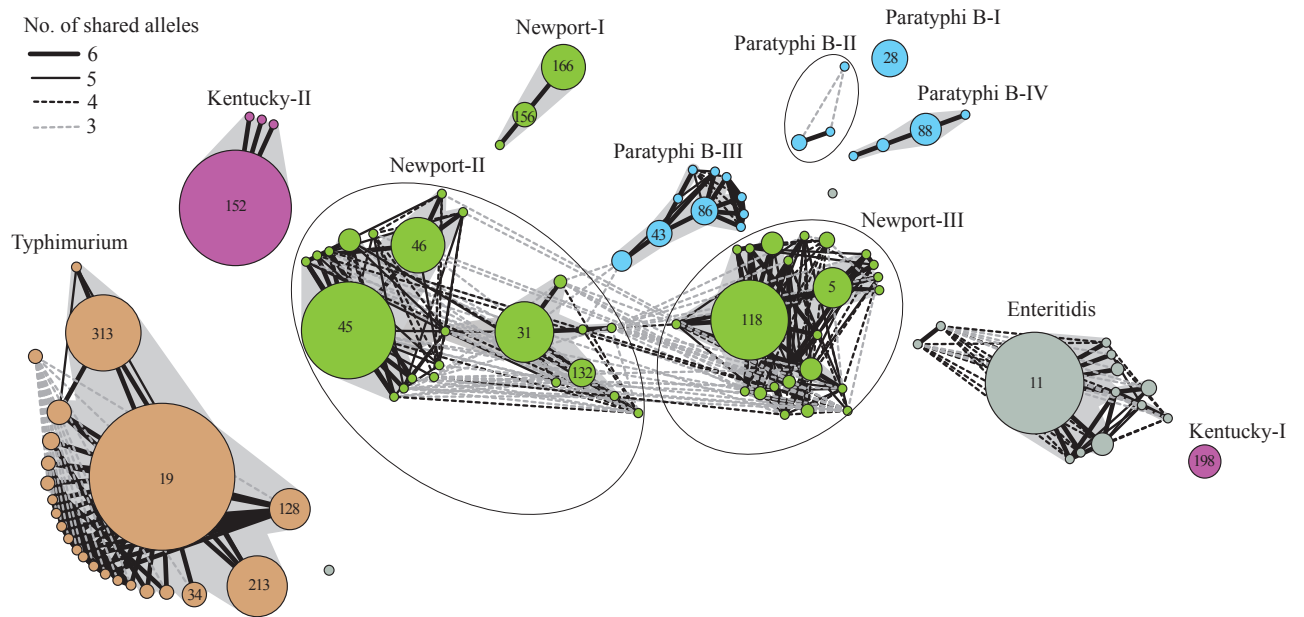 No. of shared alleles
6
5
4
3
Newport-I
166
156
Paratyphi B-I
28
Paratyphi B-II
Paratyphi B-IV
88
Kentucky-II
152
Newport-II
46
45
31
132
Paratyphi B-III
86
43
Newport-III
5
118
Typhimurium
313
19
128
34
213
Enteritidis
11
Kentucky-I
198